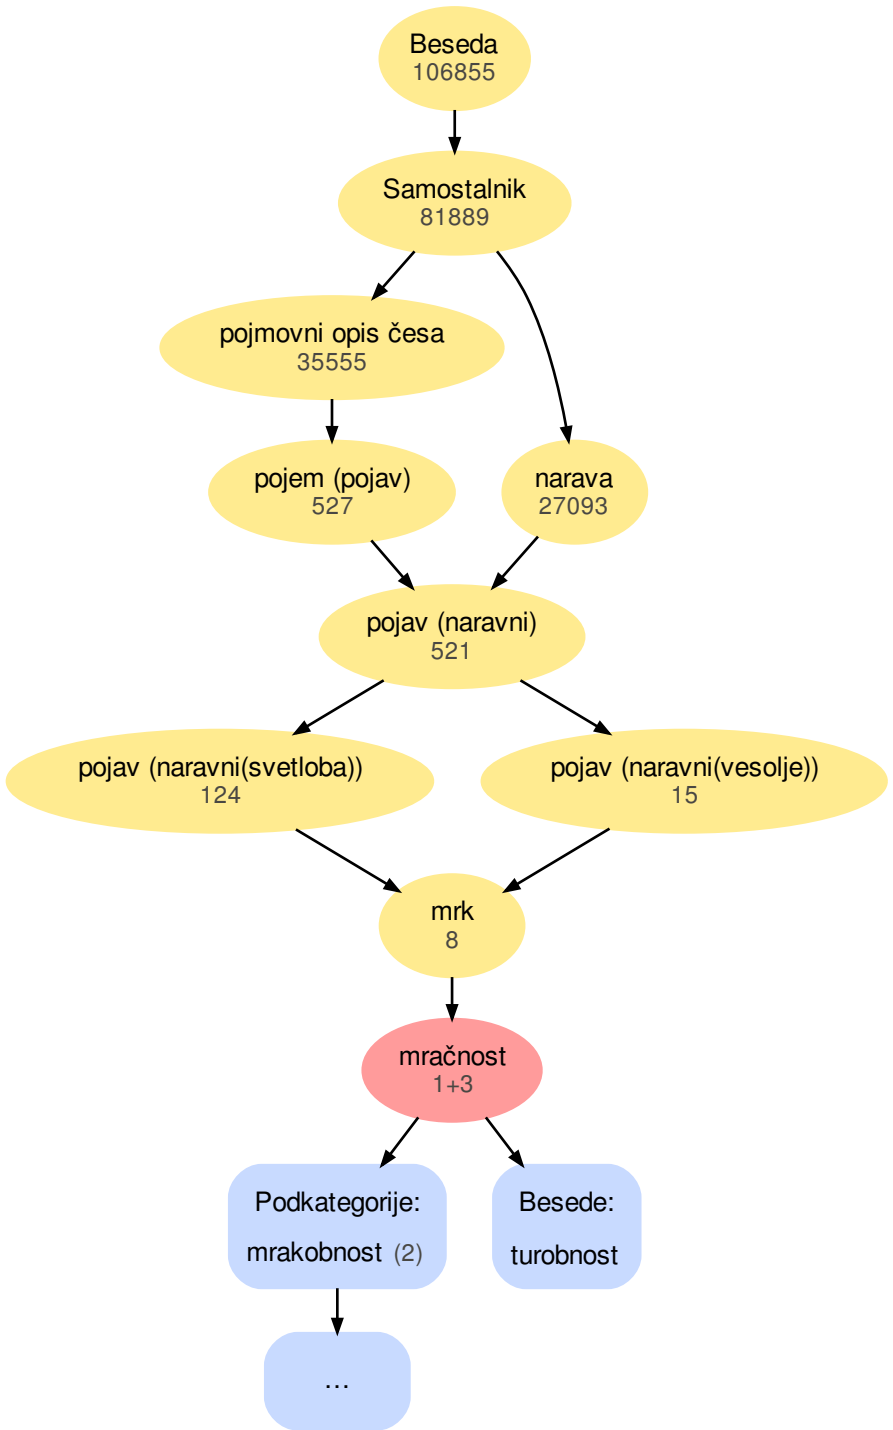 Beseda
106855
Samostalnik
81889
pojmovni opis česa
35555
pojem (pojav)
527
narava
27093
pojav (naravni)
521
pojav (naravni(svetloba))
124
pojav (naravni(vesolje))
15
mrk
8
mračnost
1+3
Podkategorije:
mrakobnost (2)
Besede:
turobnost
…